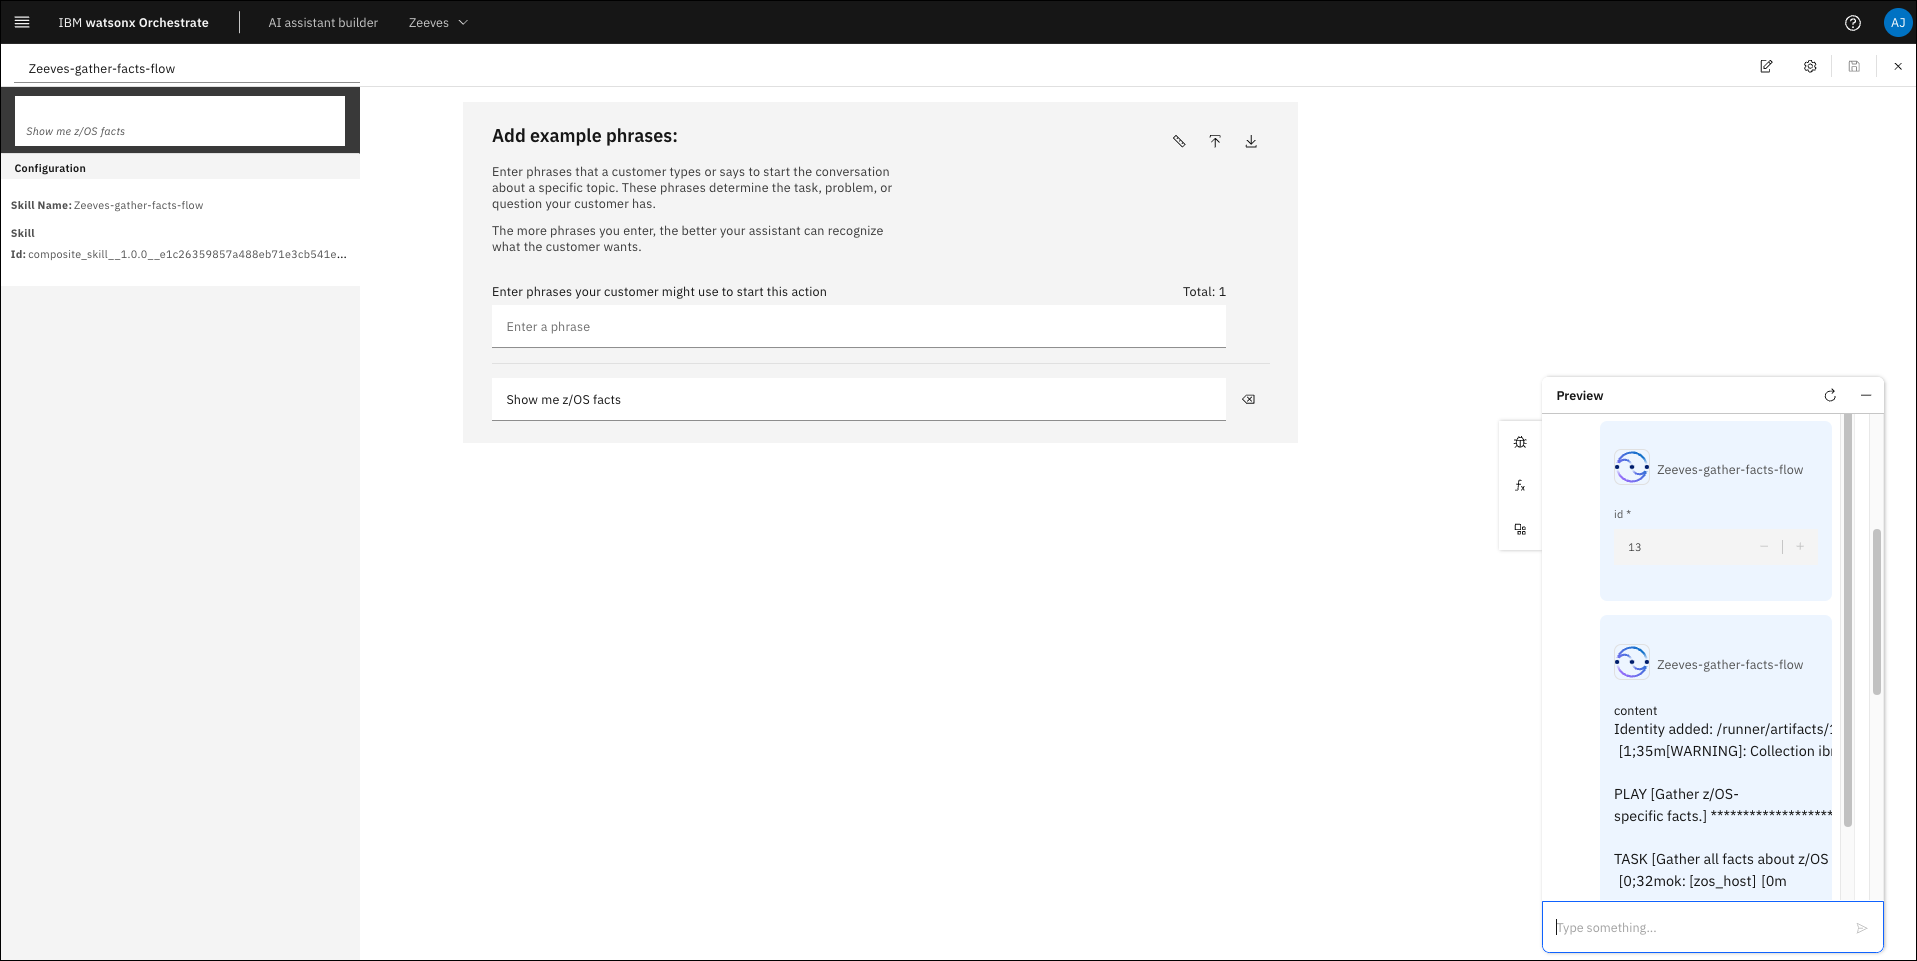 IBM watsonx Orchestrate
AI assistant builder
Zeeves
AJ
Zeeves-gather-facts-flow
Show me z/OS facts
Configuration
Skill Name: Zeeves-gather-facts-flow
Skill
Id: composite_skill__1.0.0__e1c26359857a488eb71e3cb541e...
Add example phrases:
Enter phrases that a customer types or says to start the conversation
about a specific topic. These phrases determine the task, problem, or
question your customer has.
The more phrases you enter, the better your assistant can recognize
what the customer wants.
Enter phrases your customer might use to start this action
Total: 1
Enter a phrase
Show me z/OS facts
Preview
Zeeves-gather-facts-flow
id *
13
Zeeves-gather-facts-flow
content
Identity added: /runner/artifacts/
[1;35m[WARNING]: Collection
PLAY [Gather z/OS-
specific facts.] *******************
TASK [Gather all facts about z/OS
[0;32mok: [zos_host] [0m
Type something...